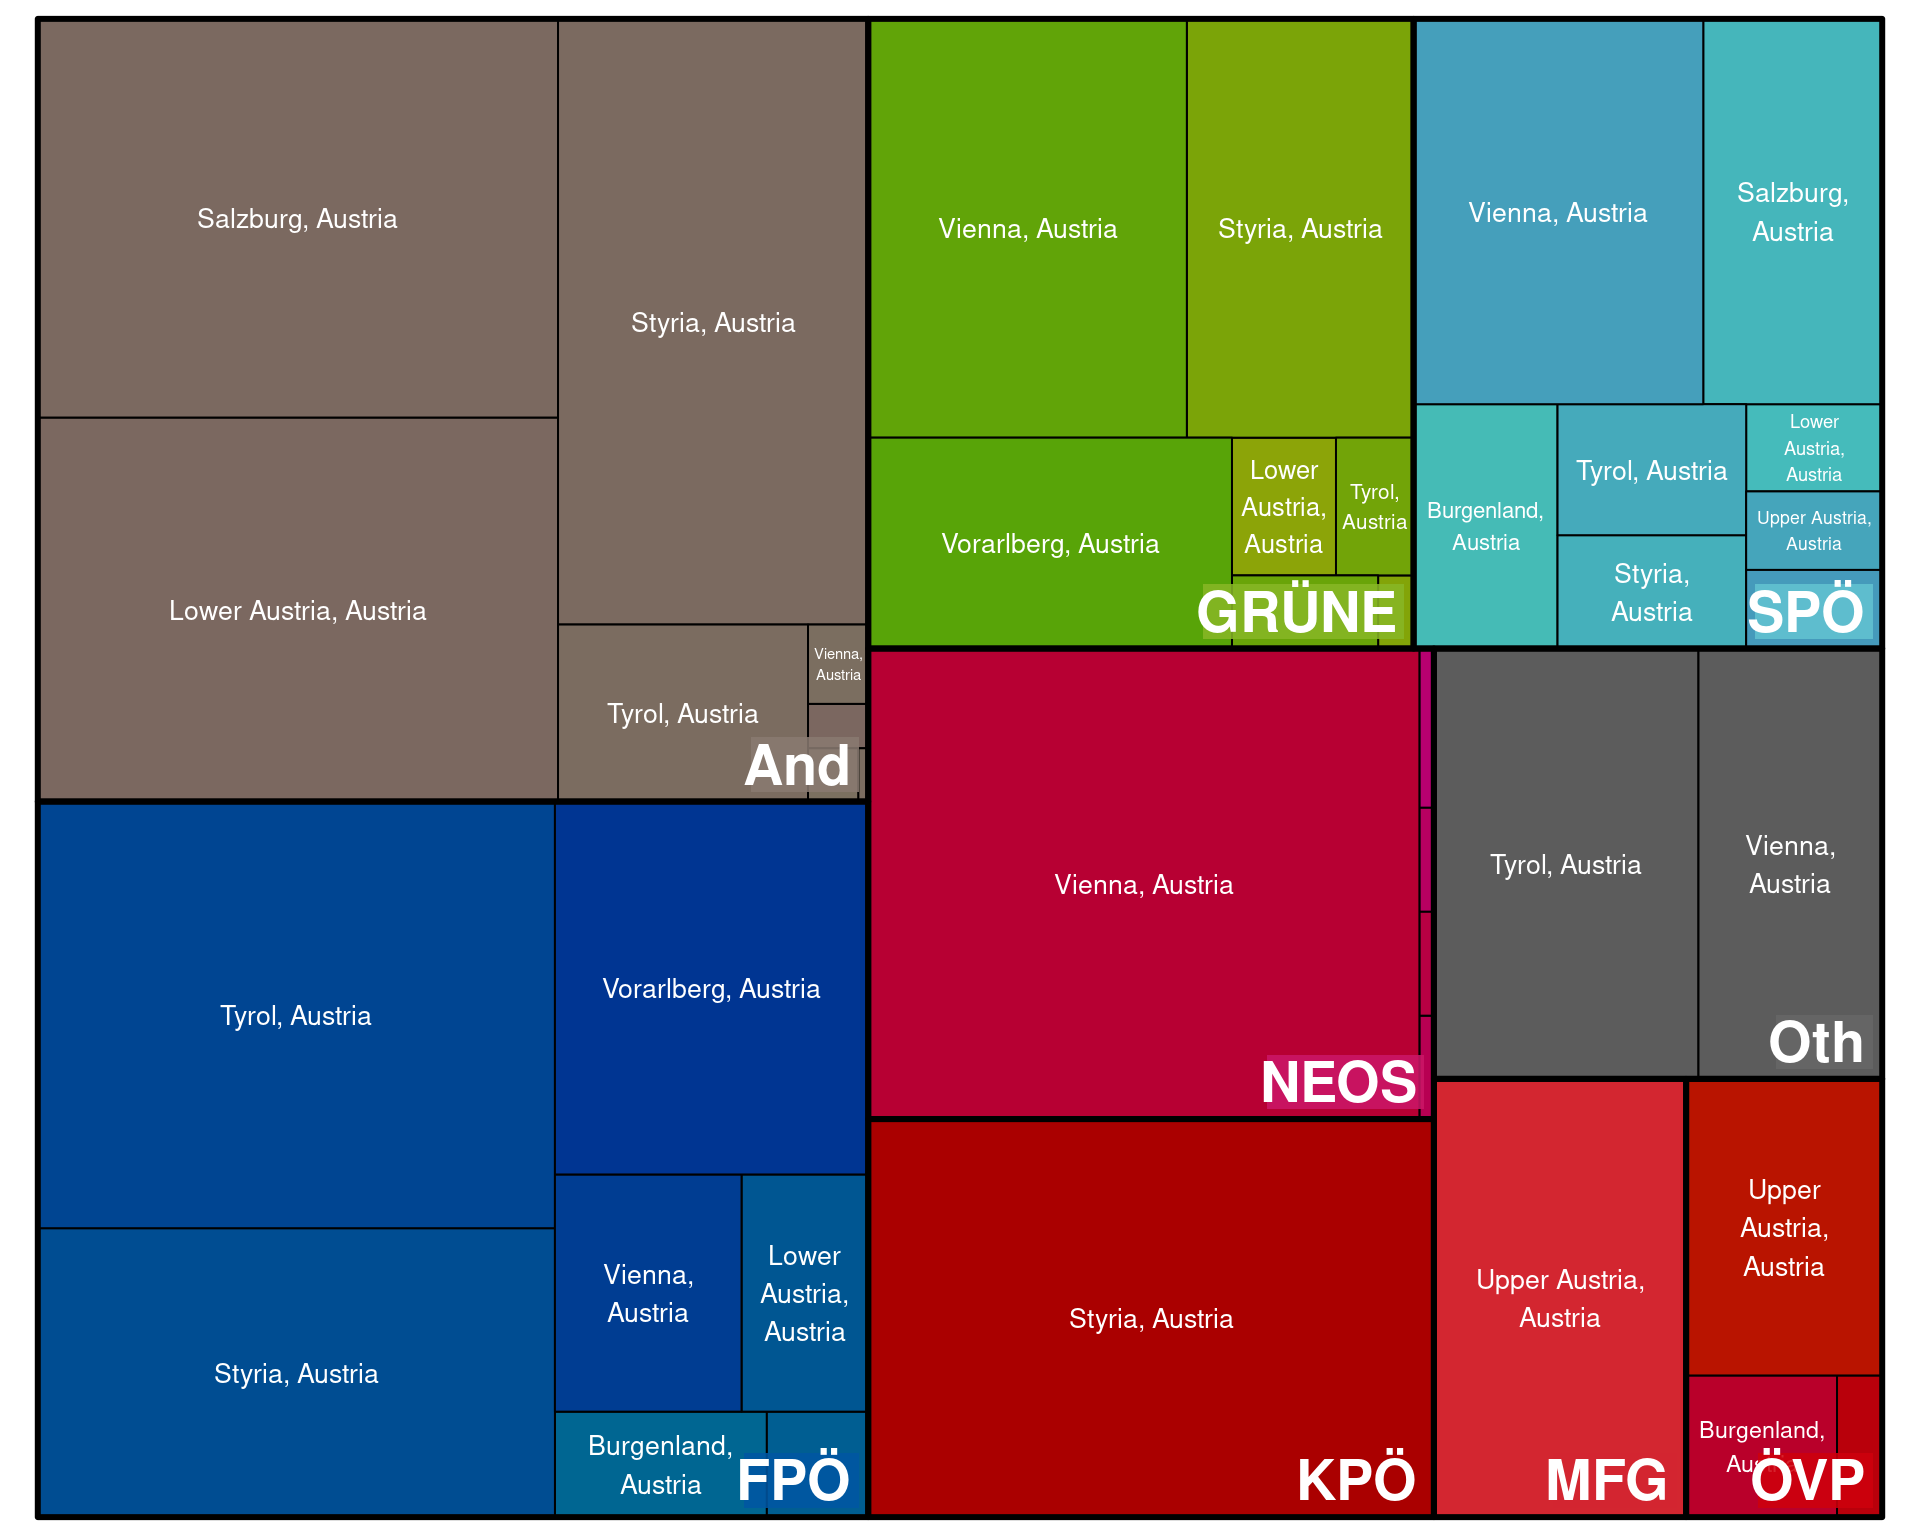 Salzburg, Austria
Lower Austria, Austria
Styria, Austria
Tyrol, Austria
Vienna,
Austria
And
Vienna, Austria
Styria, Austria
Vorarlberg, Austria
Lower
Austria,
Austria
Tyrol,
Austria
GRÜNE
Vienna, Austria
Salzburg,
Austria
Burgenland,
Austria
Tyrol, Austria
Styria,
Austria
Lower
Austria,
Austria
Upper Austria,
Austria
SPÖ
Tyrol, Austria
Styria, Austria
Vorarlberg, Austria
Vienna,
Austria
Lower
Austria,
Austria
Burgenland,
Austria
FPÖ
Vienna, Austria
NEOS
Styria, Austria
KPÖ
Tyrol, Austria
Vienna,
Austria
Oth
Upper Austria,
Austria
MFG
Upper
Austria,
Austria
Burgenland,
Austria
ÖVP